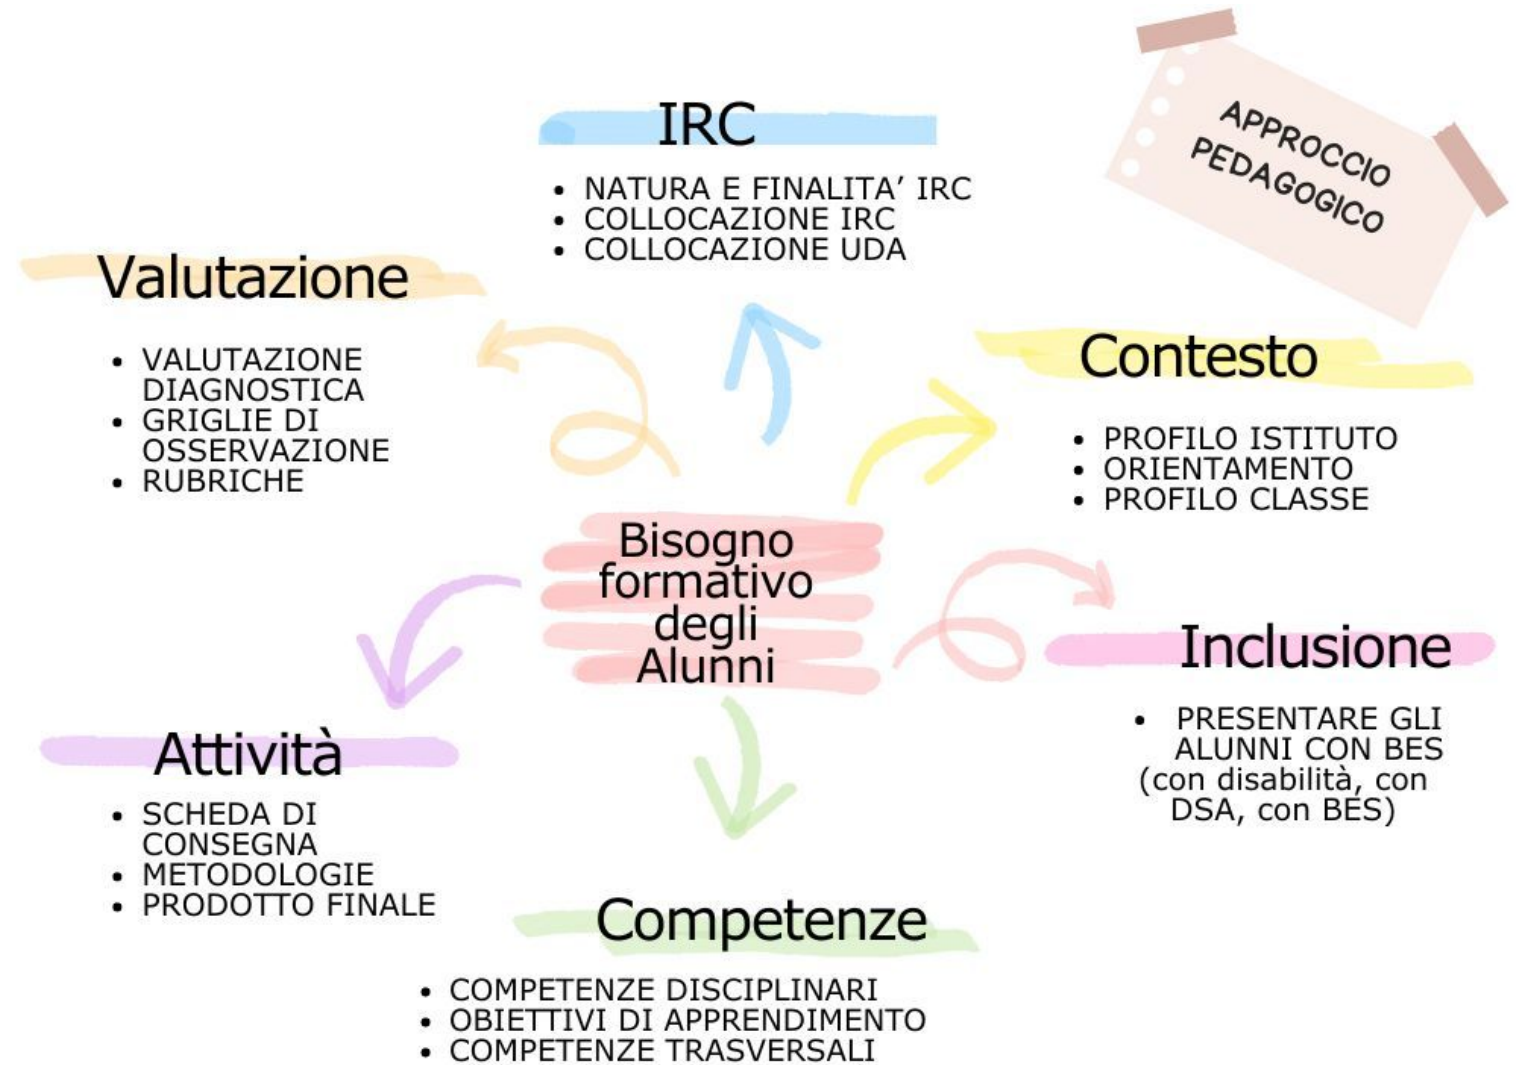 APPROCCIO
PEDAGOGICO
IRC
• NATURA E FINALITA’ IRC
• COLLOCAZIONE IRC
• COLLOCAZIONE UDA
Valutazione
• VALUTAZIONE
DIAGNOSTICA
• GRIGLIE DI
OSSERVAZIONE
• RUBRICHE
Contesto
• PROFILO ISTITUTO
• ORIENTAMENTO
• PROFILO CLASSE
Bisogno
formativo
degli
Alunni
Inclusione
• PRESENTARE GLI
ALUNNI CON BES
(con disabilità, con
DSA, con BES)
Attività
• SCHEDA DI
CONSEGNA
• METODOLOGIE
• PRODOTTO FINALE
Competenze
• COMPETENZE DISCIPLINARI
• OBIETTIVI DI APPRENDIMENTO
• COMPETENZE TRASVERSALI